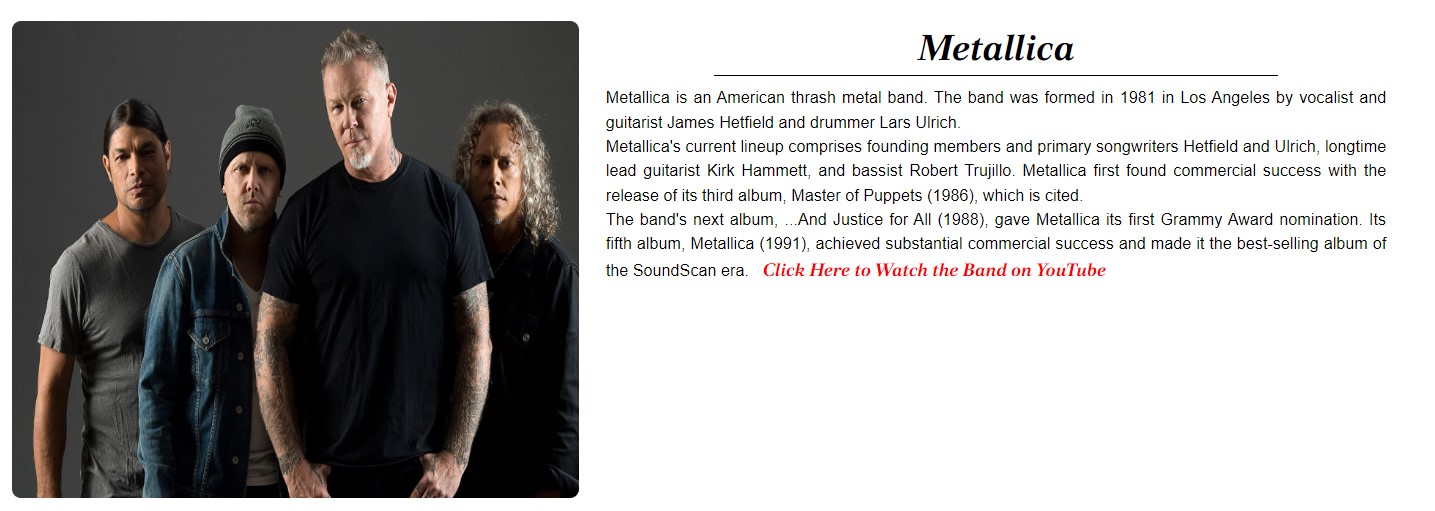 Metallica
Metallica is an American thrash metal band. The band was formed in 1981 in Los Angeles by vocalist and
guitarist James Hetfield and drummer Lars Ulrich.
Metallica's current lineup comprises founding members and primary songwriters Hetfield and Ulrich, longtime
lead guitarist Kirk Hammett, and bassist Robert Trujillo. Metallica first found commercial success with the
release of its third album, Master of Puppets (1986), which is cited.
The band's next album, ...And Justice for All (1988), gave Metallica its first Grammy Award nomination. Its
fifth album, Metallica (1991), achieved substantial commercial success and made it the best-selling album of
the SoundScan era. Click Here to Watch the Band on YouTube